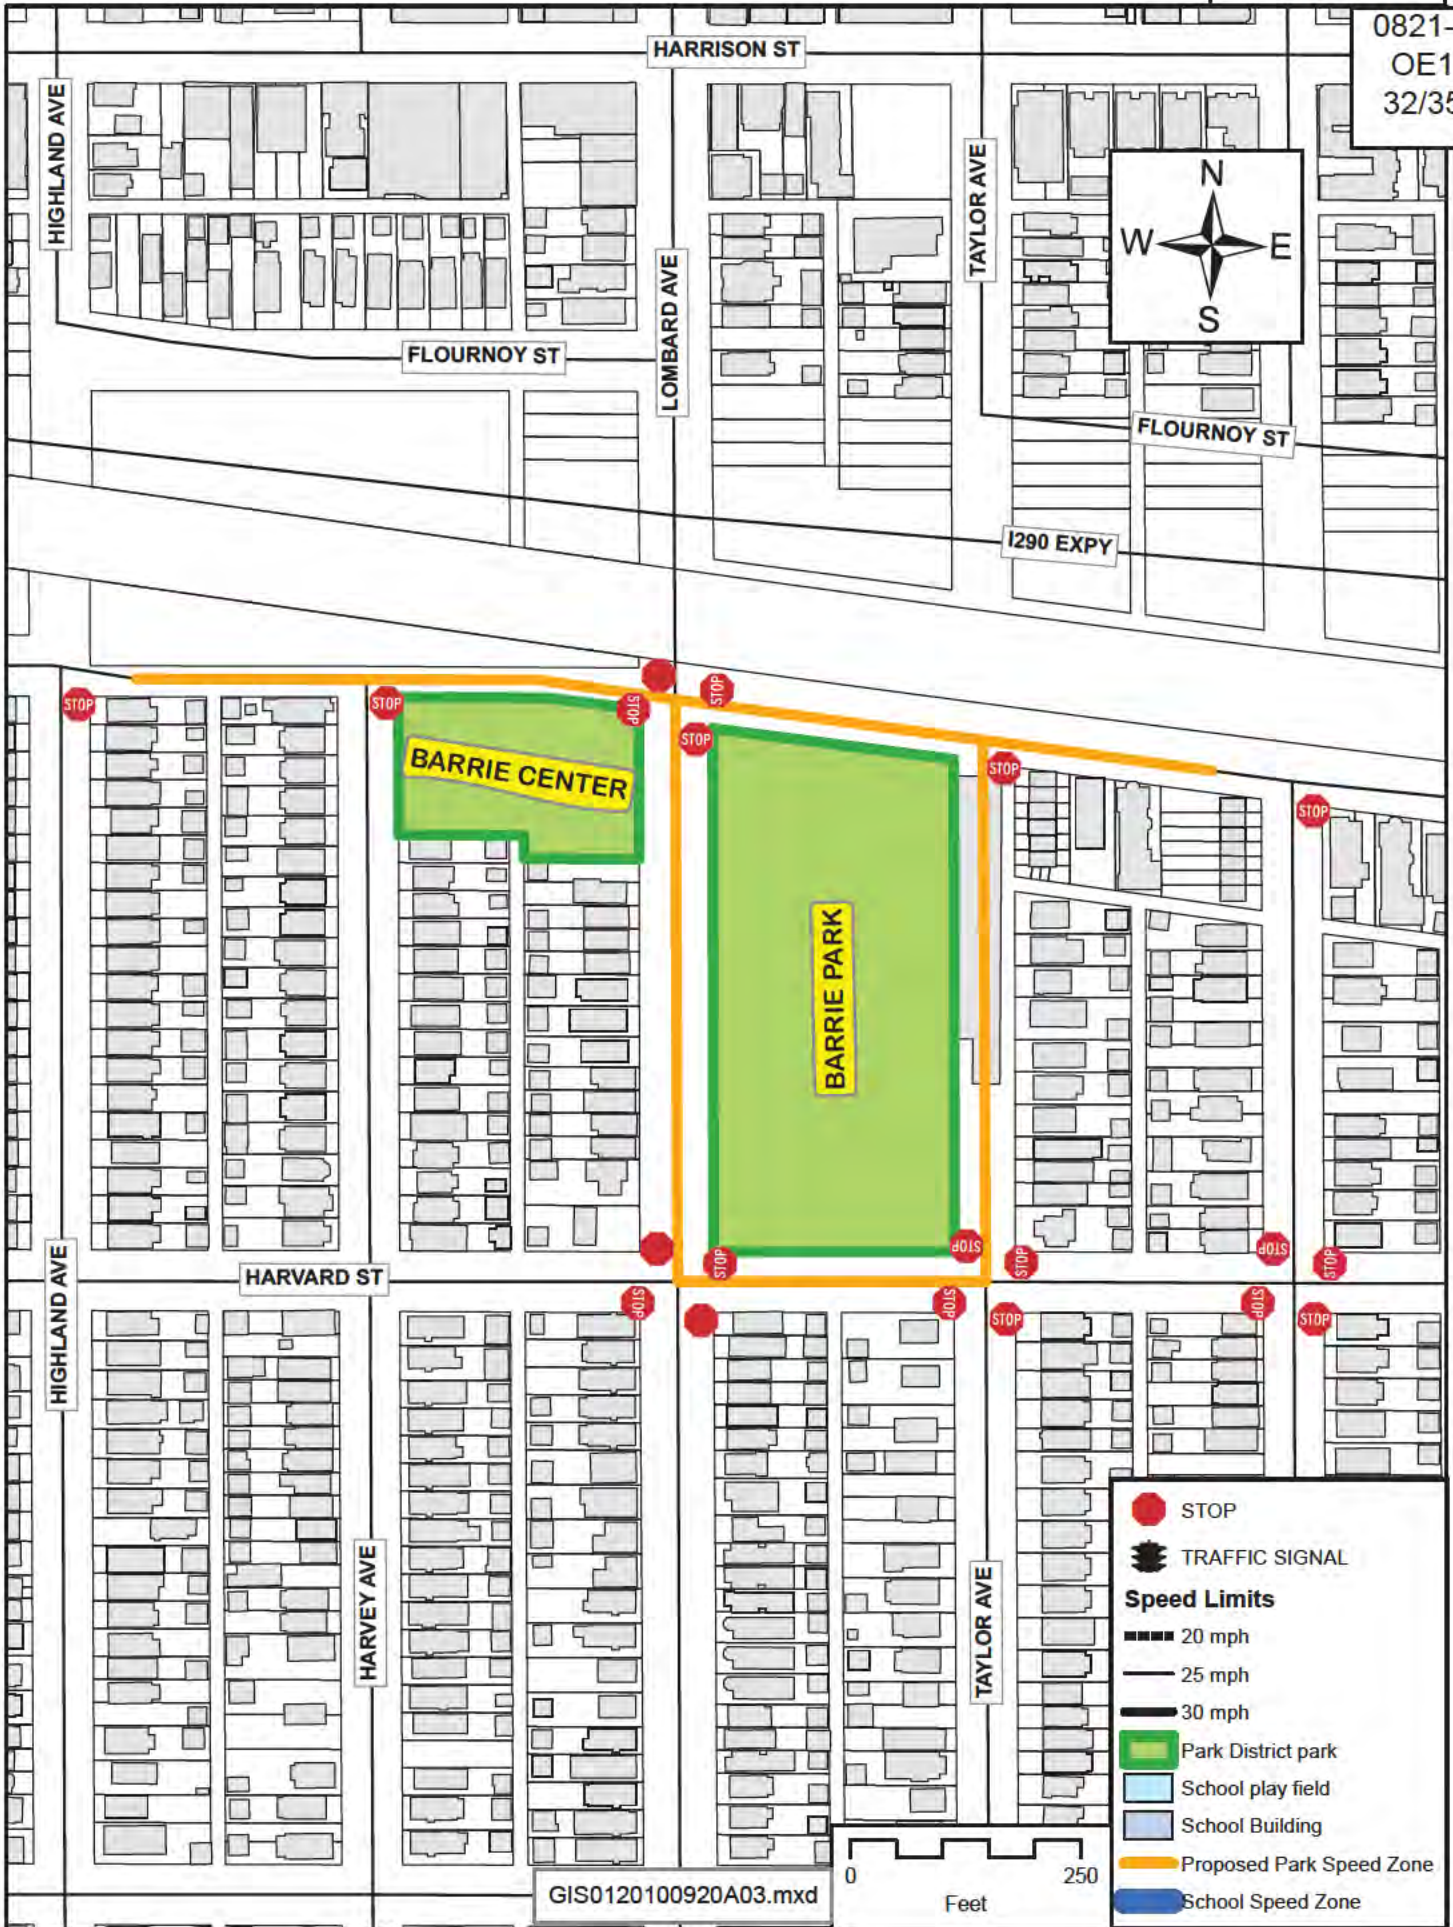 0821-
OE1
32/35
HARRISON ST
HIGHLAND AVE
TAYLOR AVE
N
W E
S
LOMBARD AVE
FLOURNOY ST
FLOURNOY ST
I290 EXPY
STOP
STOP
STOP
STOP
STOP
STOP
STOP
BARRIE CENTER
BARRIE PARK
STOP
STOP
STOP
STOP
STOP
HARVARD ST
HIGHLAND AVE
STOP
STOP
STOP
STOP
STOP
HARVEY AVE
TAYLOR AVE
STOP
TRAFFIC SIGNAL
Speed Limits
20 mph
25 mph
30 mph
Park District park
School play field
School Building
Proposed Park Speed Zone
School Speed Zone
GIS0120100920A03.mxd
0 250
Feet